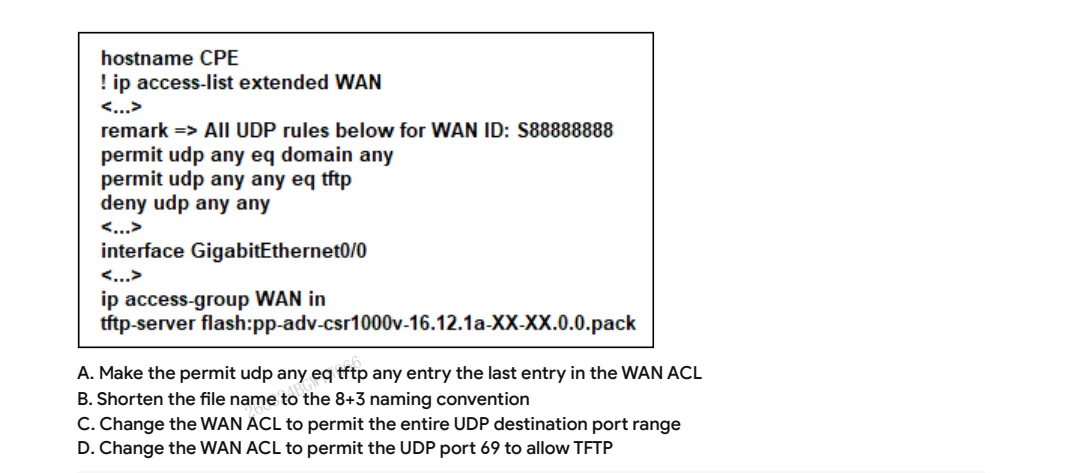 hostname CPE
! ip access-list extended WAN
<...>
remark => All UDP rules below for WAN ID: S88888888
permit udp any eq domain any
permit udp any any eq tftp
deny udp any any
<...>
interface GigabitEthernet0/0
<...>
ip access-group WAN in
tftp-server flash:pp-adv-csr1000v-16.12.1a-XX-XX.0.0.pack
A. Make the permit udp any eq tftp any entry the last entry in the WAN ACL
B. Shorten the file name to the 8+3 naming convention
C. Change the WAN ACL to permit the entire UDP destination port range
D. Change the WAN ACL to permit the UDP port 69 to allow TFTP